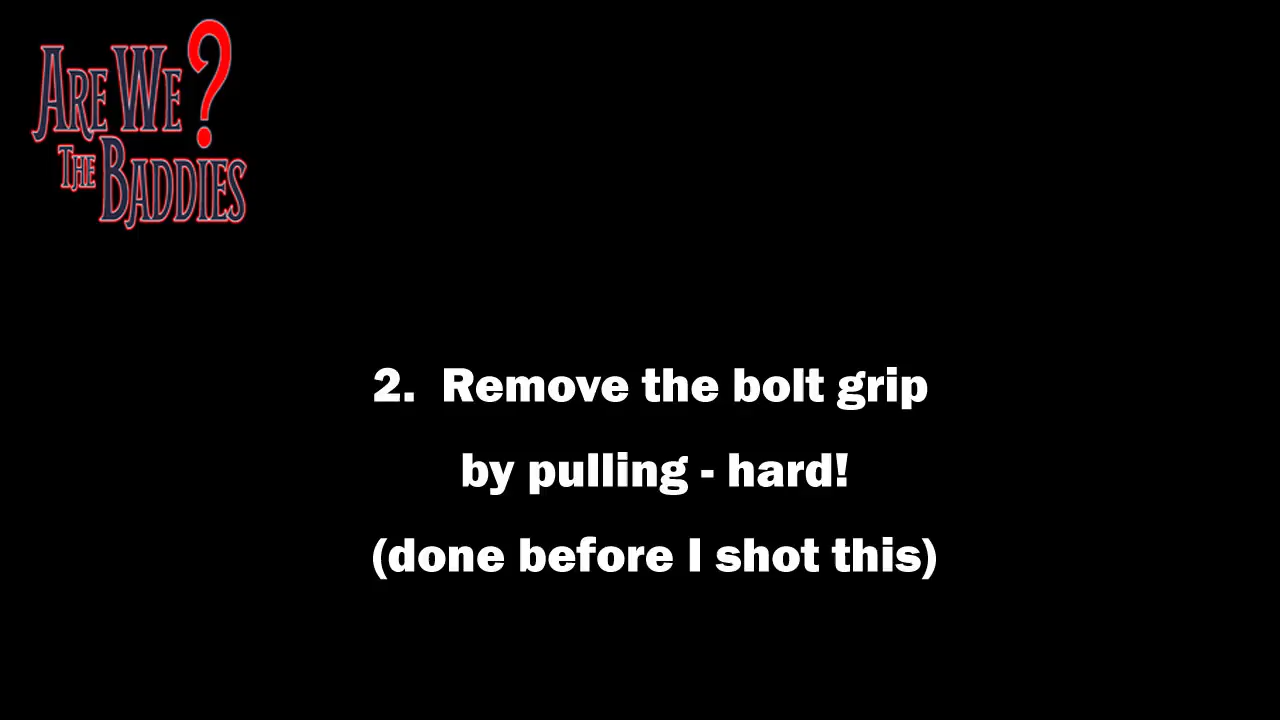 Are We?
The Baddies
2. Remove the bolt grip
by pulling - hard!
(done before I shot this)